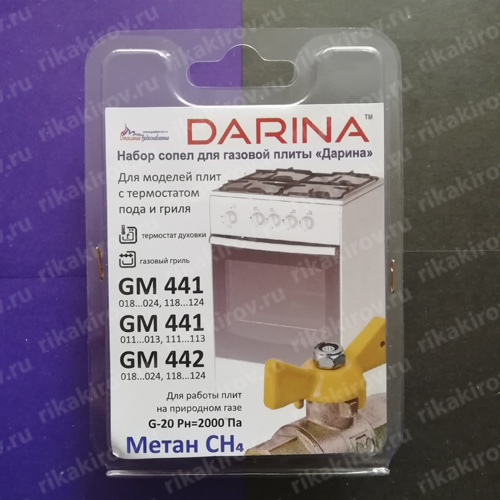 DARINA™
Набор сопел для газовой плиты «Дарина»
Для моделей плит
с термостатом
пода и гриля
термостат духовки
газовый гриль
GM 441
018...024, 118...124
GM 441
011...013, 111...113
GM 442
018...024, 118...124
Для работы плит
на природном газе
G-20 Рн=2000 Па
Метан CH₄
rikakirov.ru